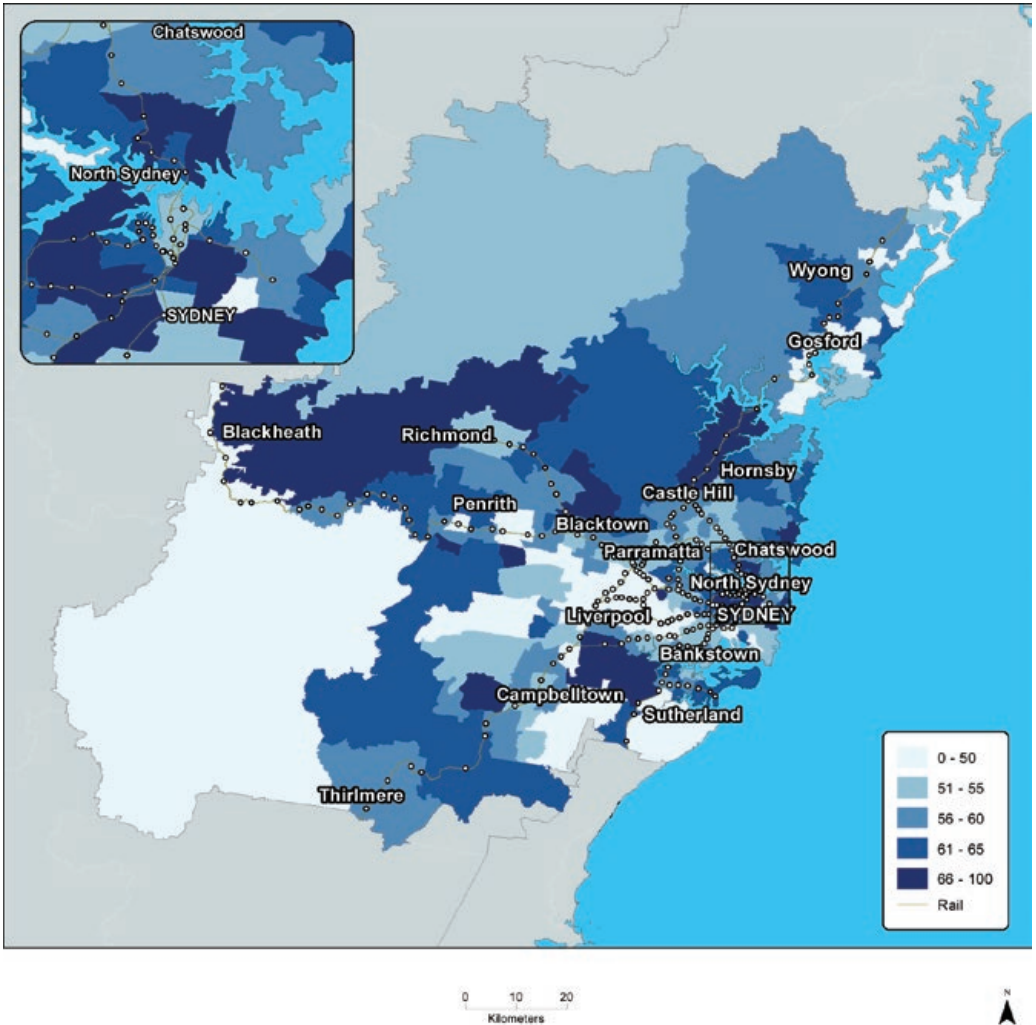 Chatswood
North Sydney
SYDNEY
Wyong
Gosford
Blackheath
Richmond
Hornsby
Castle Hill
Penrith
Blacktown
Parramatta
Chatswood
North Sydney
Liverpool
SYDNEY
Bankstown
Campbelltown
Sutherland
Thirlmere
0 - 50
51 - 55
56 - 60
61 - 65
66 - 100
Rail
0 10 20
Kilometers
N